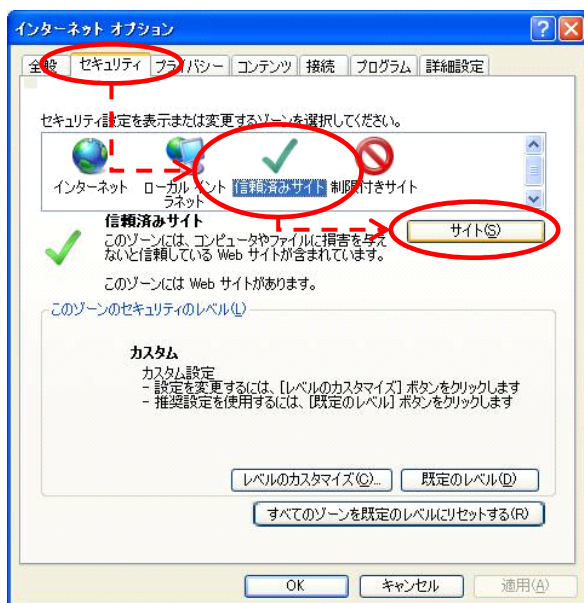 インターネット オプション
全般 セキュリティ プライバシー コンテンツ 接続 プログラム 詳細設定
セキュリティ設定を表示または変更するゾーンを選択してください。
インターネット ローカル イント 信頼済みサイト 制限付きサイト
ラネット
信頼済みサイト
サイト(S)
このゾーンには、コンピュータやファイルに損害を与え
ないと信頼している Web サイトが含まれています。
このゾーンには Web サイトがあります。
このゾーンのセキュリティのレベル(L)
カスタム
カスタム設定
- 設定を変更するには、[レベルのカスタマイズ] ボタンをクリックします
- 推奨設定を使用するには、[既定のレベル] ボタンをクリックします
レベルのカスタマイズ(C)... 既定のレベル(D)
すべてのゾーンを既定のレベルにリセットする(R)
OK キャンセル 適用(A)